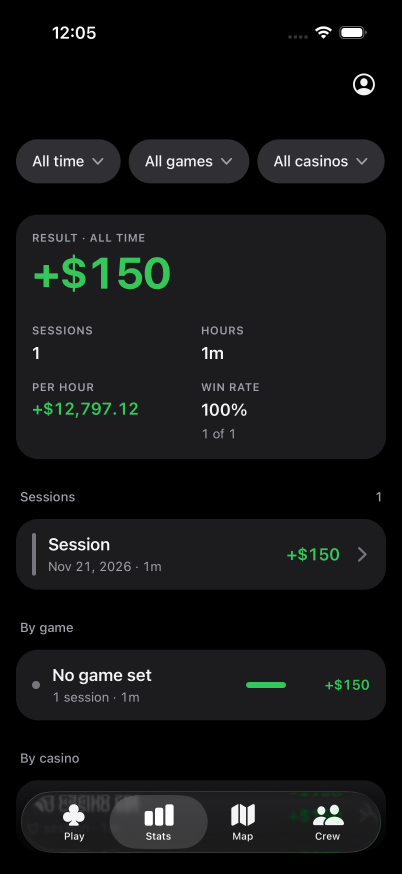 12:05
All time
All games
All casinos
RESULT · ALL TIME
+$150
SESSIONS
HOURS
1
1m
PER HOUR
WIN RATE
+$12,797.12
100%
1 of 1
Sessions
1
Session
Nov 21, 2026 · 1m
+$150
By game
No game set
1 session · 1m
+$150
By casino
Play
Stats
Map
Crew